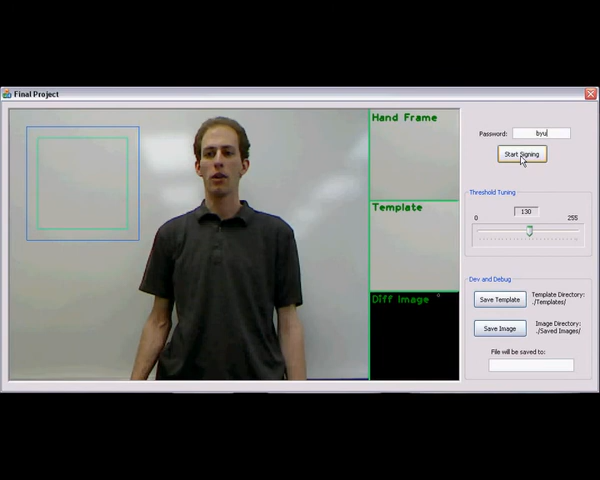 Final Project
Hand Frame
Template
Diff Image
Password: byu
Start Signing
Threshold Tuning
130
0 255
Dev and Debug
Save Template
Template Directory:
./Templates/
Save Image
Image Directory:
./Saved Images/
File will be saved to: